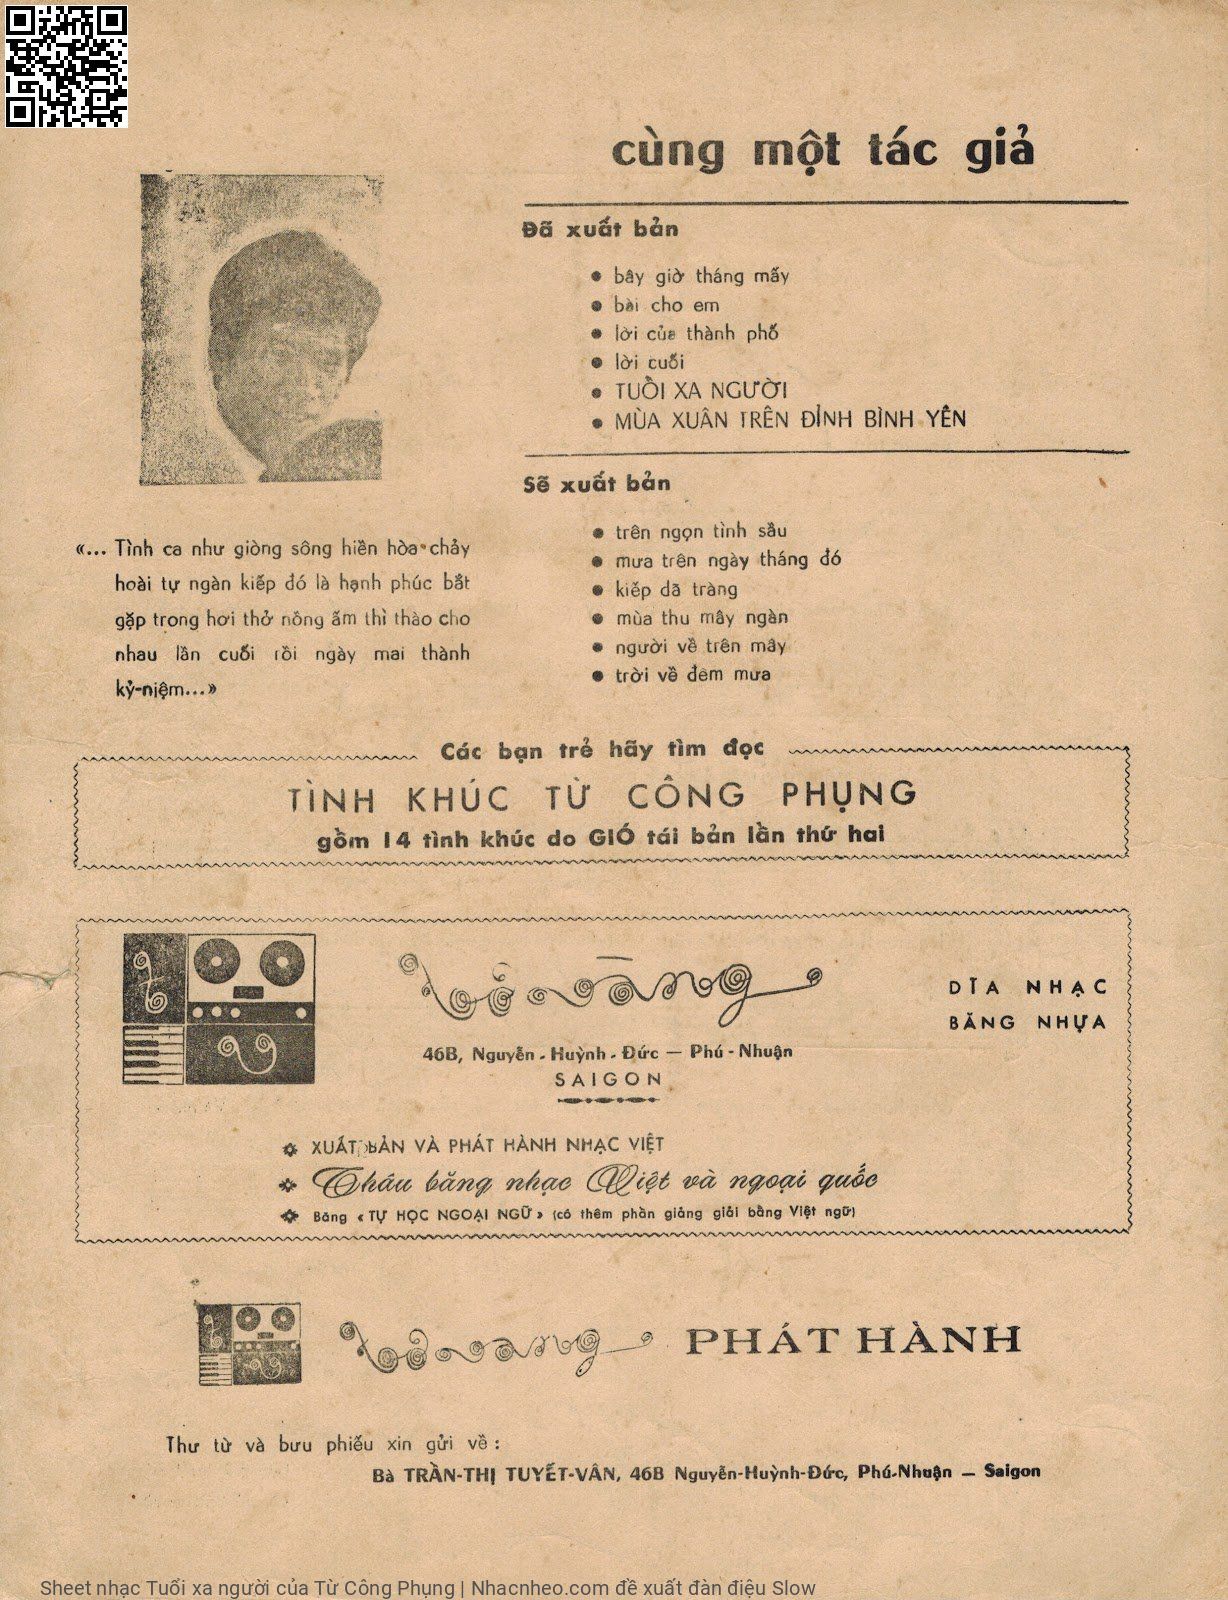 cùng một tác giả
Đã xuất bản
• bây giờ tháng mấy
• bài cho em
• lời của thành phố
• lời cuối
• TUỒI XA NGƯỜI
• MÙA XUÂN TRÊN ĐỈNH BÌNH YÊN
Sẽ xuất bản
• trên ngọn tình sầu
• mưa trên ngày tháng đó
• kiếp dã tràng
• mùa thu mây ngàn
• người về trên mây
• trời về đêm mưa
«... Tình ca như giòng sông hiền hòa chảy
hoài tự ngàn kiếp đó là hạnh phúc bắt
gặp trong hơi thở nồng ấm thì thào cho
nhau lần cuối rồi ngày mai thành
kỷ-niệm...»
Các bạn trẻ hãy tìm đọc
TÌNH KHÚC TỪ CÔNG PHỤNG
gồm 14 tình khúc do GIÓ tái bản lần thứ hai
DĨA NHẠC
BĂNG NHỰA
46B, Nguyễn - Huỳnh - Đức — Phú - Nhuận
SAIGON
XUẤT BẢN VÀ PHÁT HÀNH NHẠC VIỆT
Thâu băng nhạc Việt và ngoại quốc
Băng « TỰ HỌC NGOẠI NGỮ » (có thêm phần giảng giải bằng Việt ngữ)
PHÁT HÀNH
Thư từ và bưu phiếu xin gửi về :
Bà TRẦN-THỊ TUYẾT-VÂN, 46B Nguyễn-Huỳnh-Đức, Phú-Nhuận — Saigon
Sheet nhạc Tuổi xa người của Từ Công Phụng | Nhacnheo.com đề xuất đàn điệu Slow